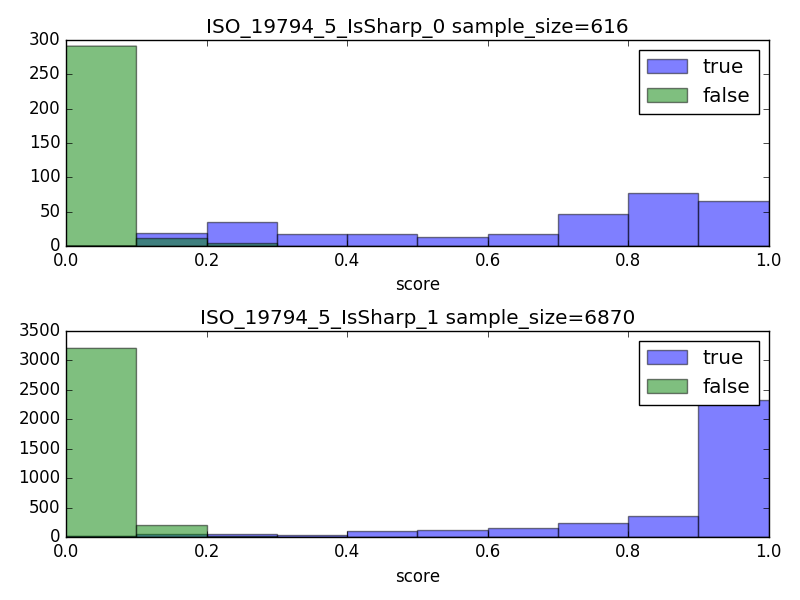 ISO_19794_5_IsSharp_0 sample_size=616
300
250
200
150
100
50
0
true
false
0.0 0.2 0.4 0.6 0.8 1.0
score
ISO_19794_5_IsSharp_1 sample_size=6870
3500
3000
2500
2000
1500
1000
500
0
true
false
0.0 0.2 0.4 0.6 0.8 1.0
score